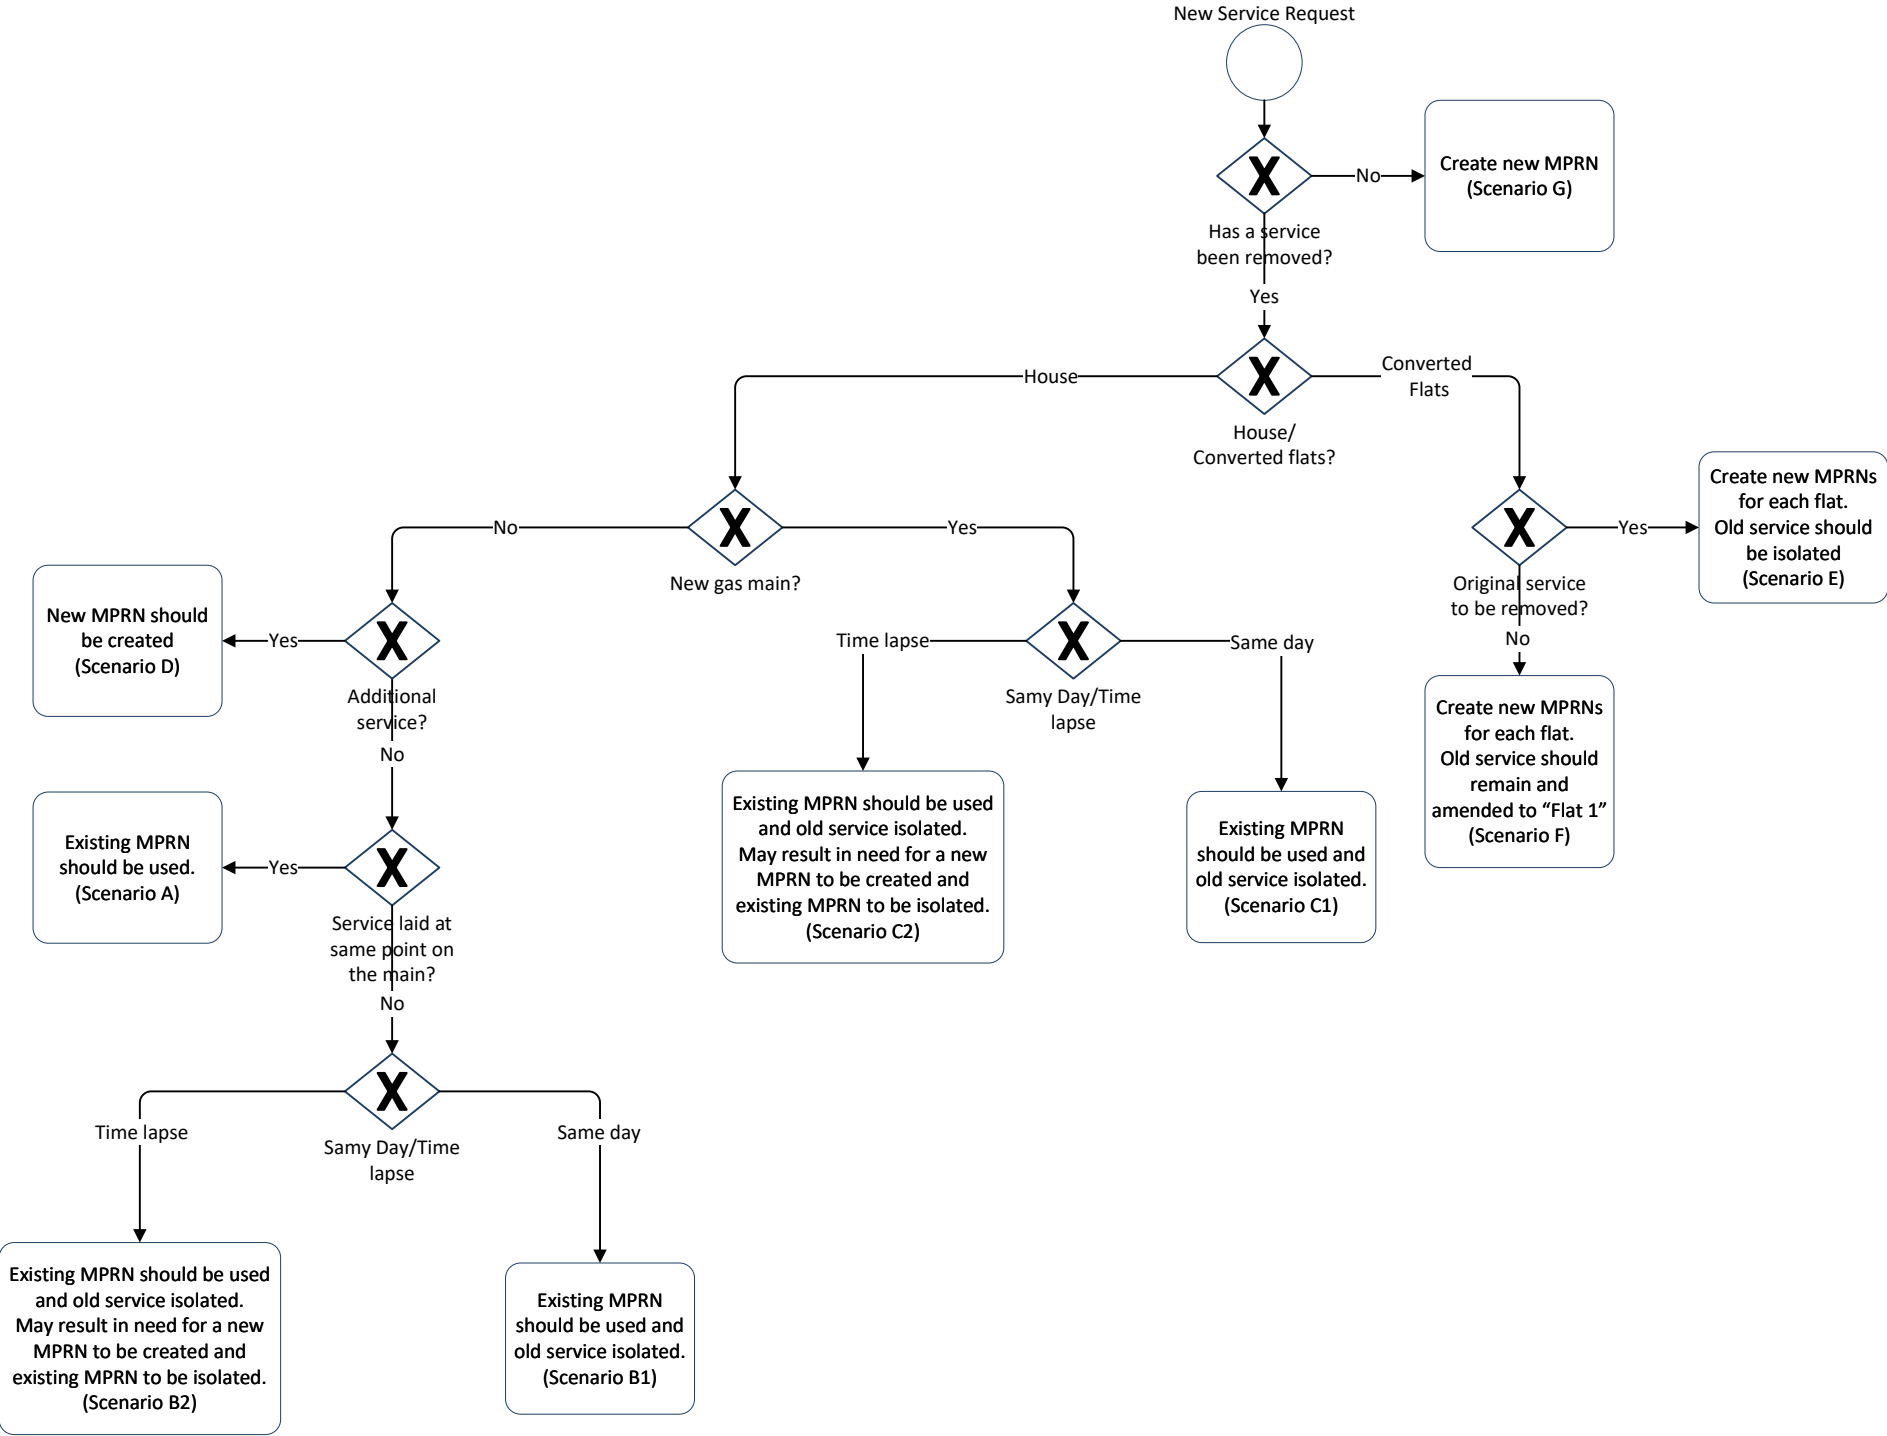 New Service Request
X
No
Create new MPRN
(Scenario G)
Has a service
been removed?
Yes
House
X
Converted
Flats
House/
Converted flats?
No
X
Yes
New gas main?
X
Yes
Create new MPRNs
for each flat.
Old service should
be isolated
(Scenario E)
Original service
to be removed?
No
New MPRN should
be created
(Scenario D)
Yes
X
Additional
service?
No
Time lapse
X
Same day
Samy Day/Time
lapse
Create new MPRNs
for each flat.
Old service should
remain and
amended to “Flat 1”
(Scenario F)
Existing MPRN
should be used.
(Scenario A)
Yes
X
Service laid at
same point on
the main?
No
Existing MPRN should be used
and old service isolated.
May result in need for a new
MPRN to be created and
existing MPRN to be isolated.
(Scenario C2)
Existing MPRN
should be used and
old service isolated.
(Scenario C1)
X
Time lapse
Samy Day/Time
lapse
Same day
Existing MPRN should be used
and old service isolated.
May result in need for a new
MPRN to be created and
existing MPRN to be isolated.
(Scenario B2)
Existing MPRN
should be used and
old service isolated.
(Scenario B1)